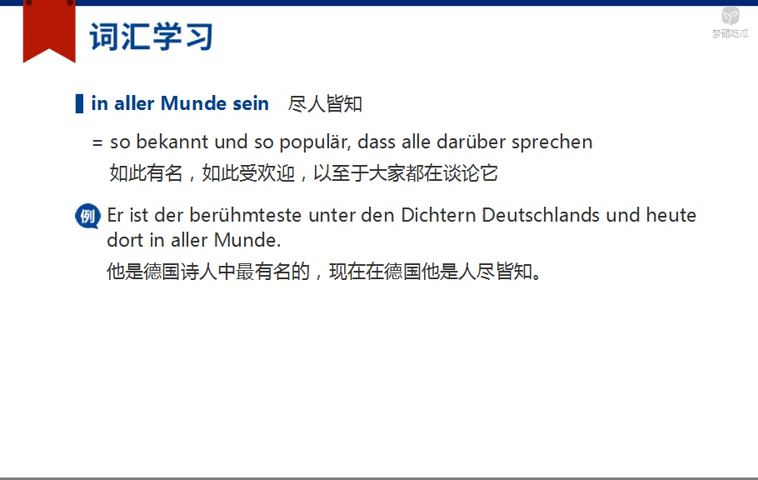 词汇学习
梦硒吃瓜
in aller Munde sein 尽人皆知
= so bekannt und so populär, dass alle darüber sprechen
如此有名，如此受欢迎，以至于大家都在谈论它
例 Er ist der berühmteste unter den Dichtern Deutschlands und heute
dort in aller Munde.
他是德国诗人中最有名的，现在在德国他是人尽皆知。